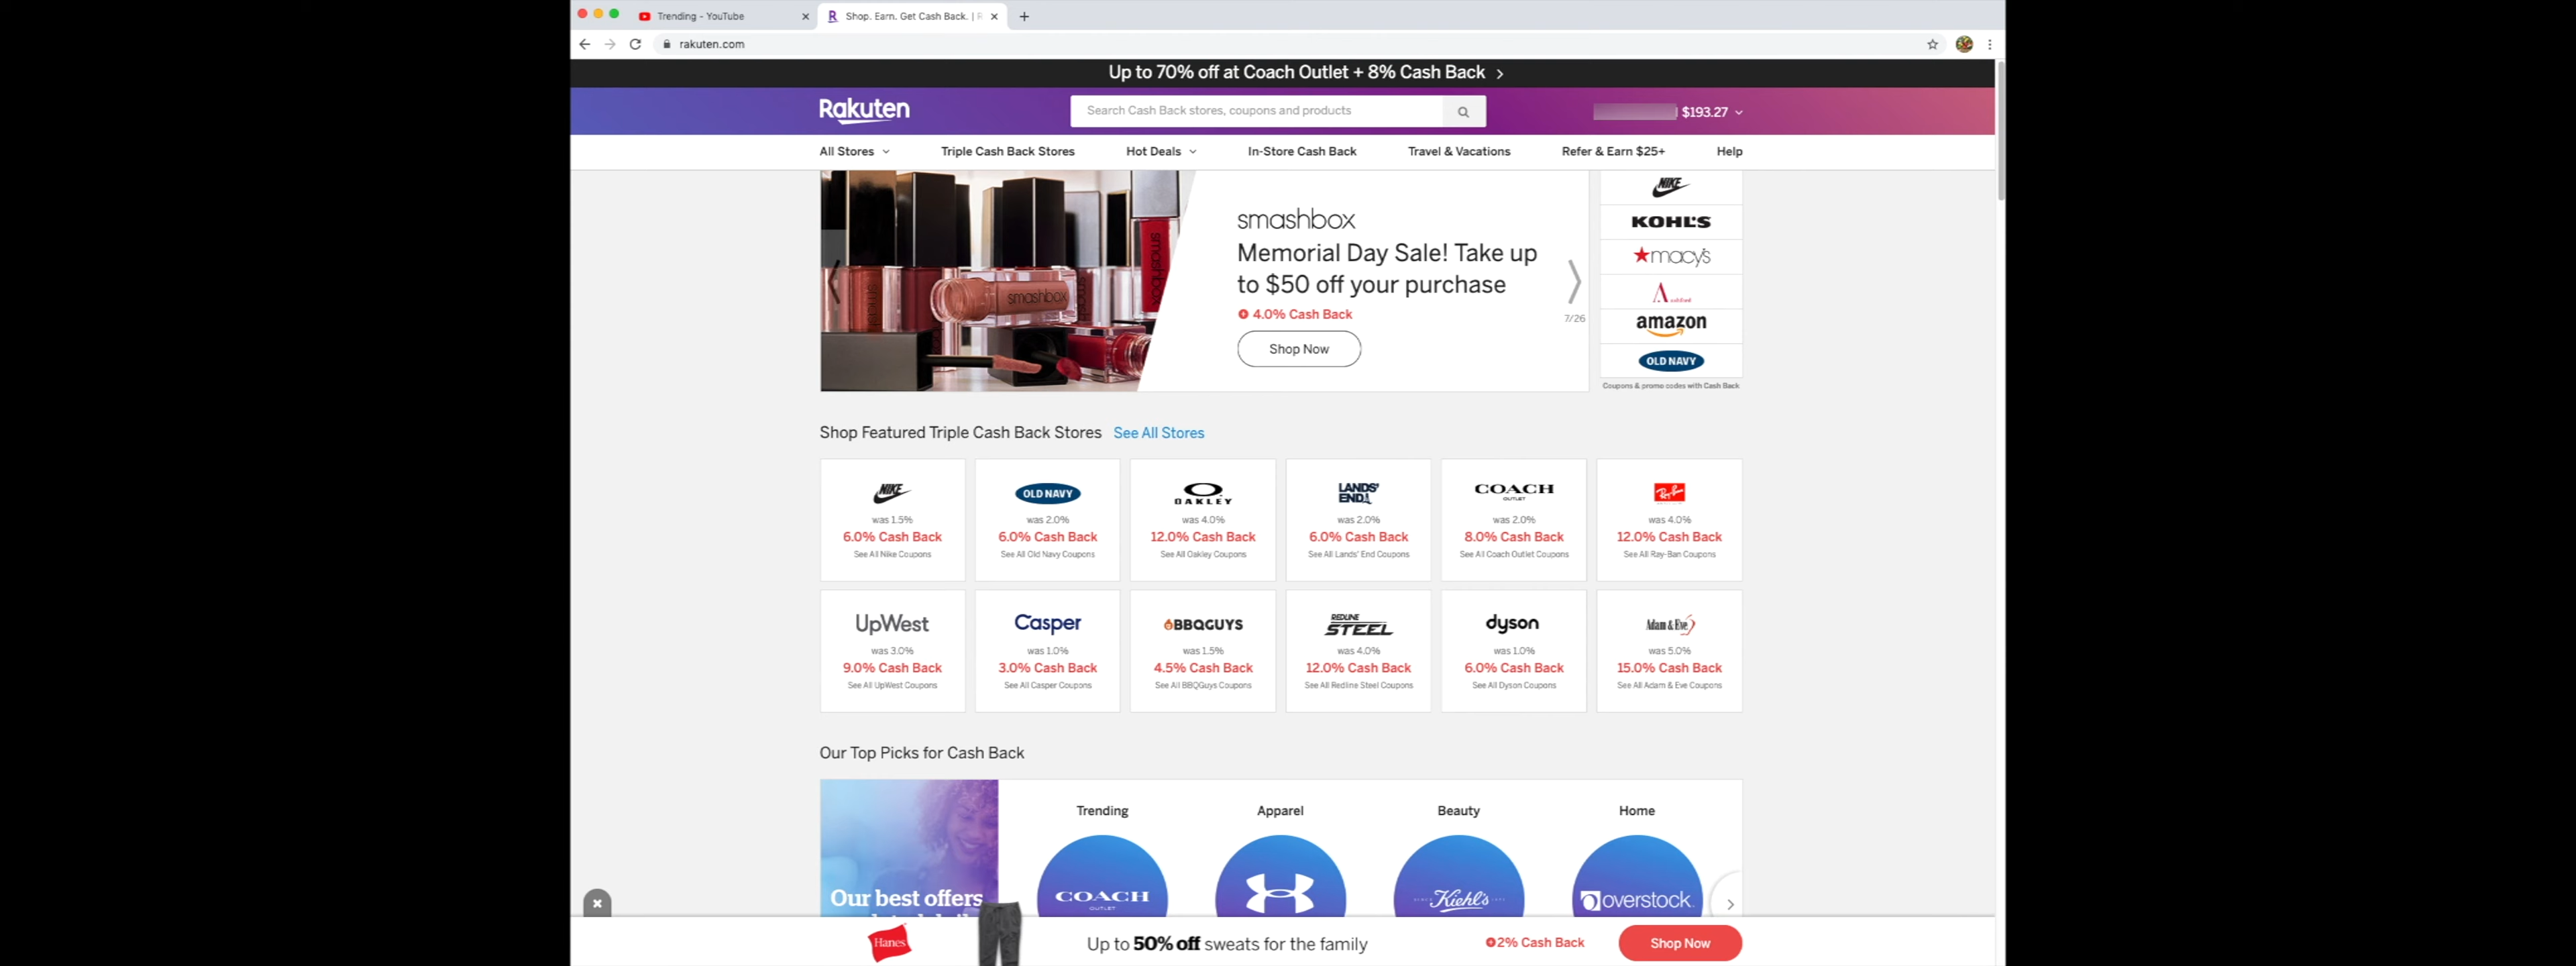 Trending - YouTube
Shop. Earn. Get Cash Back. | R
rakuten.com
Up to 70% off at Coach Outlet + 8% Cash Back
Rakuten
Search Cash Back stores, coupons and products
$193.27
All Stores
Triple Cash Back Stores
Hot Deals
In-Store Cash Back
Travel & Vacations
Refer & Earn $25+
Help
smashbox
smashbox
smashbox
Memorial Day Sale! Take up
to $50 off your purchase
4.0% Cash Back
Shop Now
7/26
NIKE
KOHL'S
macy's
amazon
OLD NAVY
Coupons & promo codes with Cash Back
Shop Featured Triple Cash Back Stores See All Stores
NIKE
was 1.5%
6.0% Cash Back
See All Nike Coupons
OLD NAVY
was 2.0%
6.0% Cash Back
See All Old Navy Coupons
OAKLEY
was 4.0%
12.0% Cash Back
See All Oakley Coupons
LANDS'
END
was 2.0%
6.0% Cash Back
See All Lands' End Coupons
COACH
OUTLET
was 2.0%
8.0% Cash Back
See All Coach Outlet Coupons
Ray-Ban
was 4.0%
12.0% Cash Back
See All Ray-Ban Coupons
UpWest
was 3.0%
9.0% Cash Back
See All UpWest Coupons
Casper
was 1.0%
3.0% Cash Back
See All Casper Coupons
BBQGUYS
was 1.5%
4.5% Cash Back
See All BBQGuys Coupons
REDLINE
STEEL
was 4.0%
12.0% Cash Back
See All Redline Steel Coupons
dyson
was 1.0%
6.0% Cash Back
See All Dyson Coupons
Adam & Eve
was 5.0%
15.0% Cash Back
See All Adam & Eve Coupons
Our Top Picks for Cash Back
Our best offers
Trending
COACH
OUTLET
Apparel
Beauty
Kiehl's
Home
overstock
Hanes
Up to 50% off sweats for the family
2% Cash Back
Shop Now